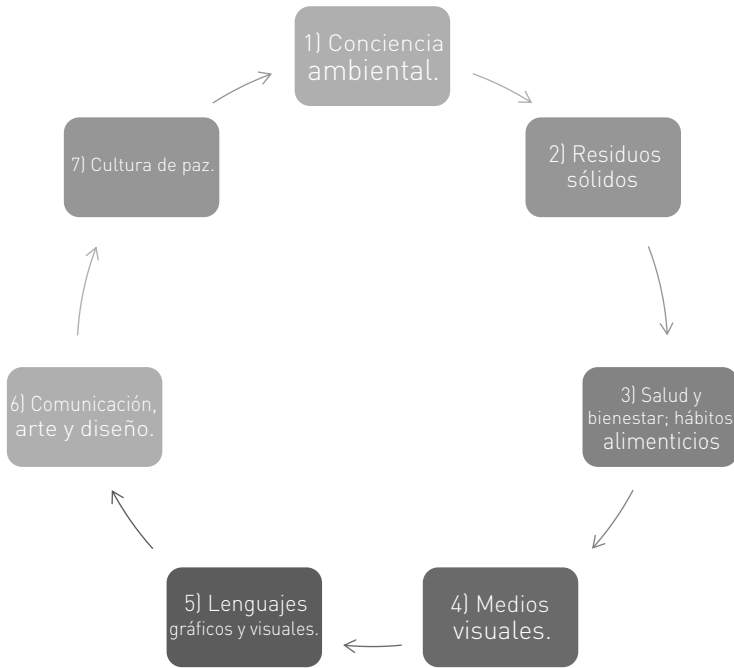 1) Conciencia
ambiental.
2) Residuos
sólidos
3) Salud y
bienestar; hábitos
alimenticios
4) Medios
visuales.
5) Lenguajes
gráficos y visuales.
6) Comunicación,
arte y diseño.
7) Cultura de paz.